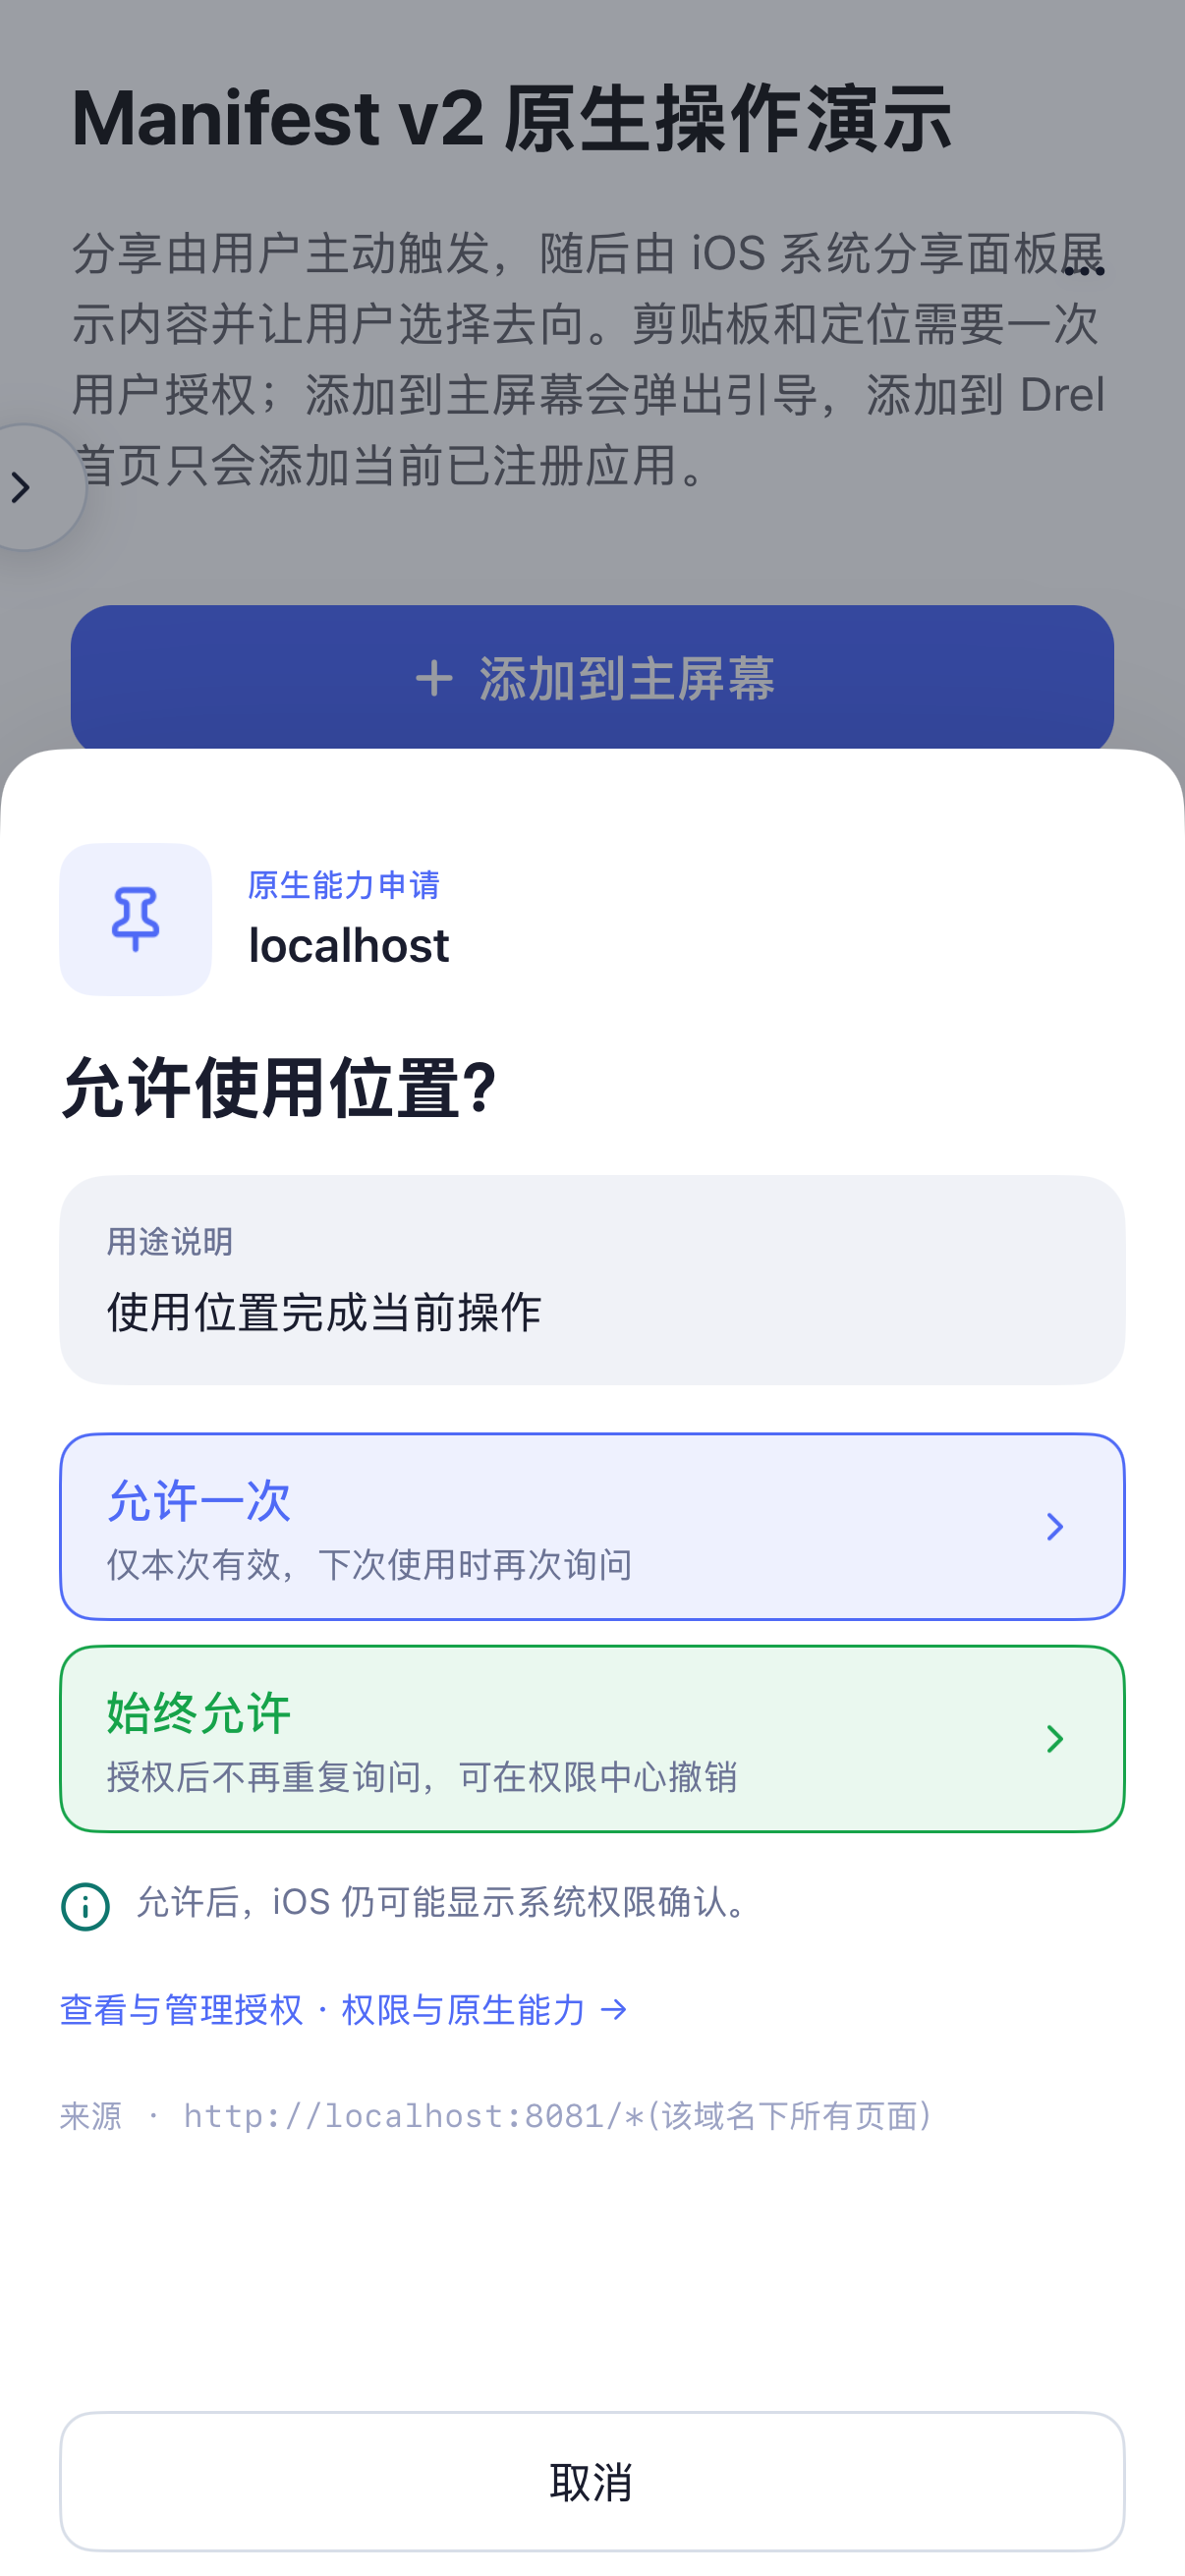 Manifest v2 原生操作演示
分享由用户主动触发，随后由 iOS 系统分享面板展
示内容并让用户选择去向。剪贴板和定位需要一次
用户授权；添加到主屏幕会弹出引导，添加到 Drel
首页只会添加当前已注册应用。
添加到主屏幕
原生能力申请
localhost
允许使用位置?
用途说明
使用位置完成当前操作
允许一次
仅本次有效，下次使用时再次询问
始终允许
授权后不再重复询问，可在权限中心撤销
允许后，iOS 仍可能显示系统权限确认。
查看与管理授权 · 权限与原生能力 →
来源 · http://localhost:8081/*(该域名下所有页面)
取消